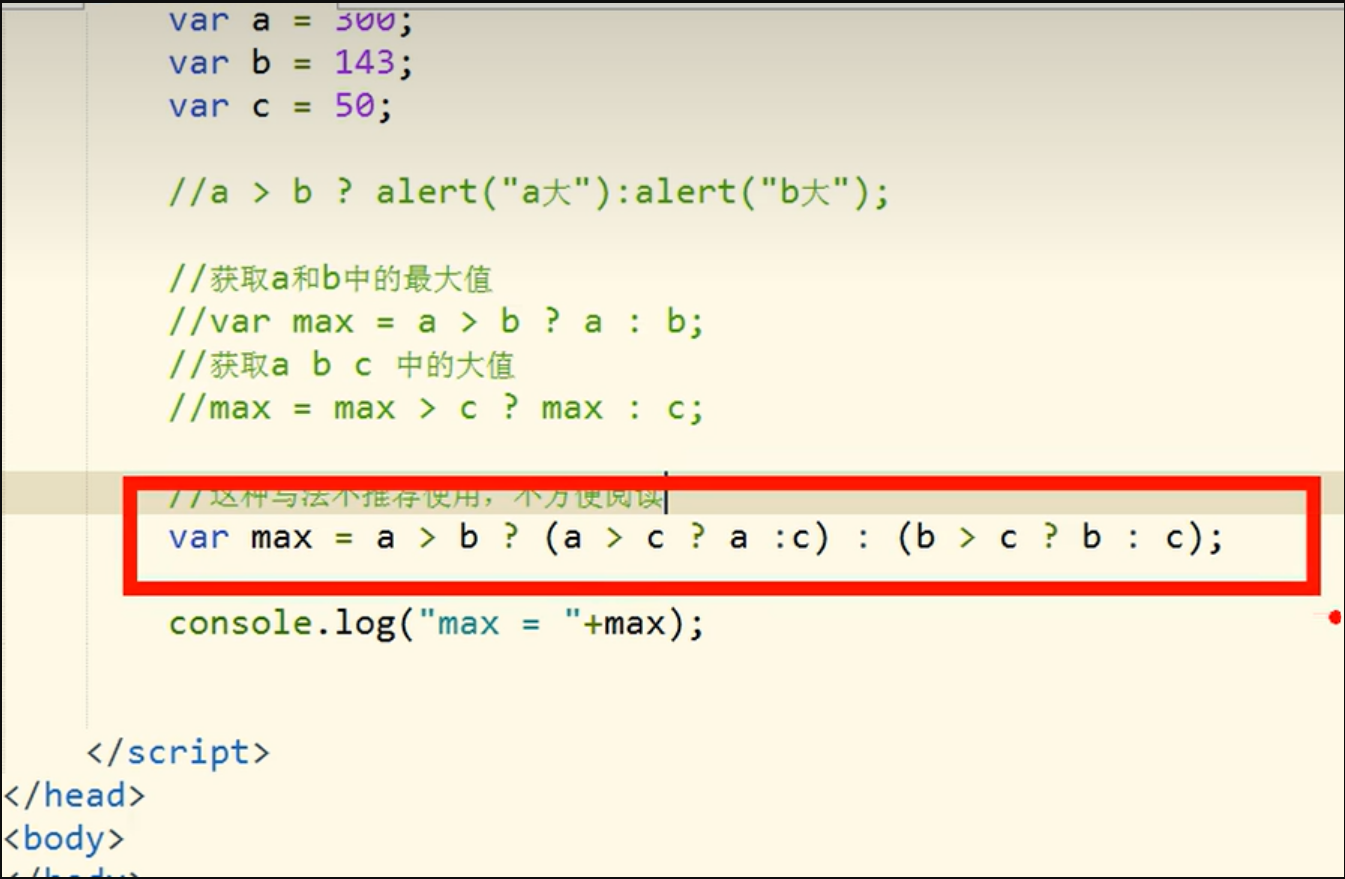 var a = 300;
var b = 143;
var c = 50;
//a > b ? alert("a大"):alert("b大");
//获取a和b中的最大值
//var max = a > b ? a : b;
//获取a b c 中的大值
//max = max > c ? max : c;
//这种写法不推荐使用，不方便阅读
var max = a > b ? (a > c ? a :c) : (b > c ? b : c);
console.log("max = "+max);
</script>
</head>
<body>
</body>